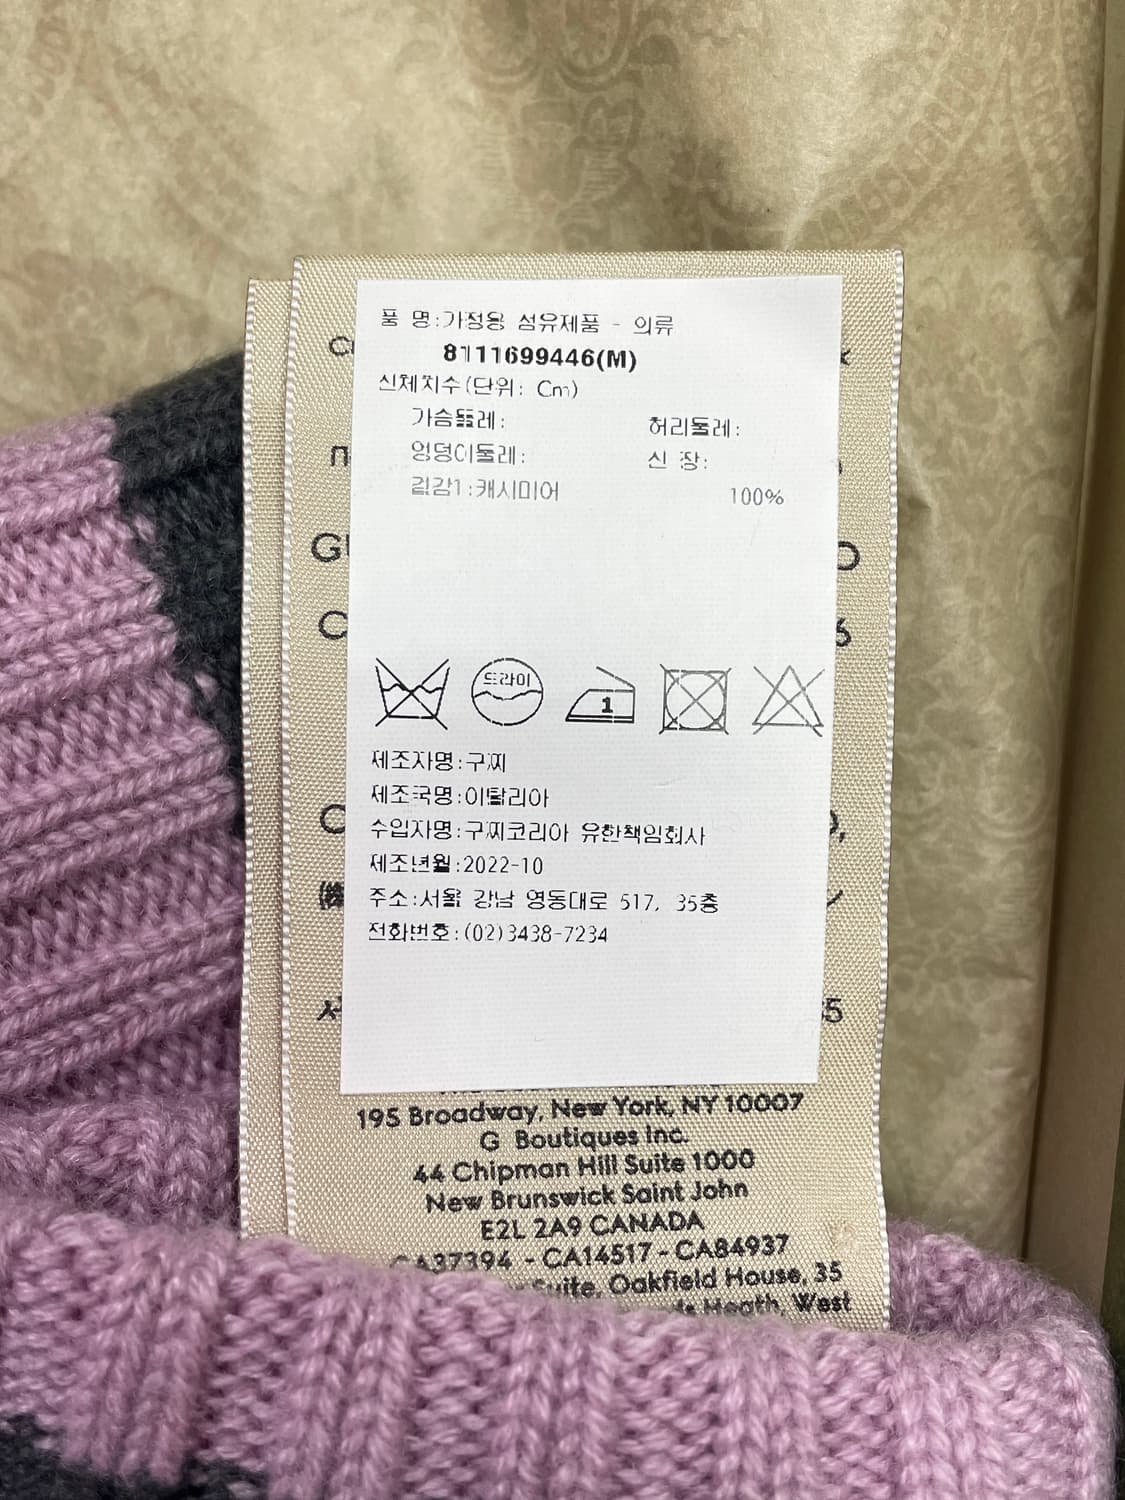 품 명:가정용 섬유제품 - 의류
8111699446(M)
신체치수(단위: Cm)
가슴둘레: 허리둘레:
엉덩이둘레: 신 장:
겉감1:캐시미어 100%
드라이
1
제조자명:구찌
제조국명:이탈리아
수입자명:구찌코리아 유한책임회사
제조년월:2022-10
주소:서울 강남 영동대로 517, 35층
전화번호:(02)3438-7234
195 Broadway, New York, NY 10007
G Boutiques Inc.
44 Chipman Hill Suite 1000
New Brunswick Saint John
E2L 2A9 CANADA
CA37394 - CA14517 - CA84937
Suite, Oakfield House, 35
Heath, West